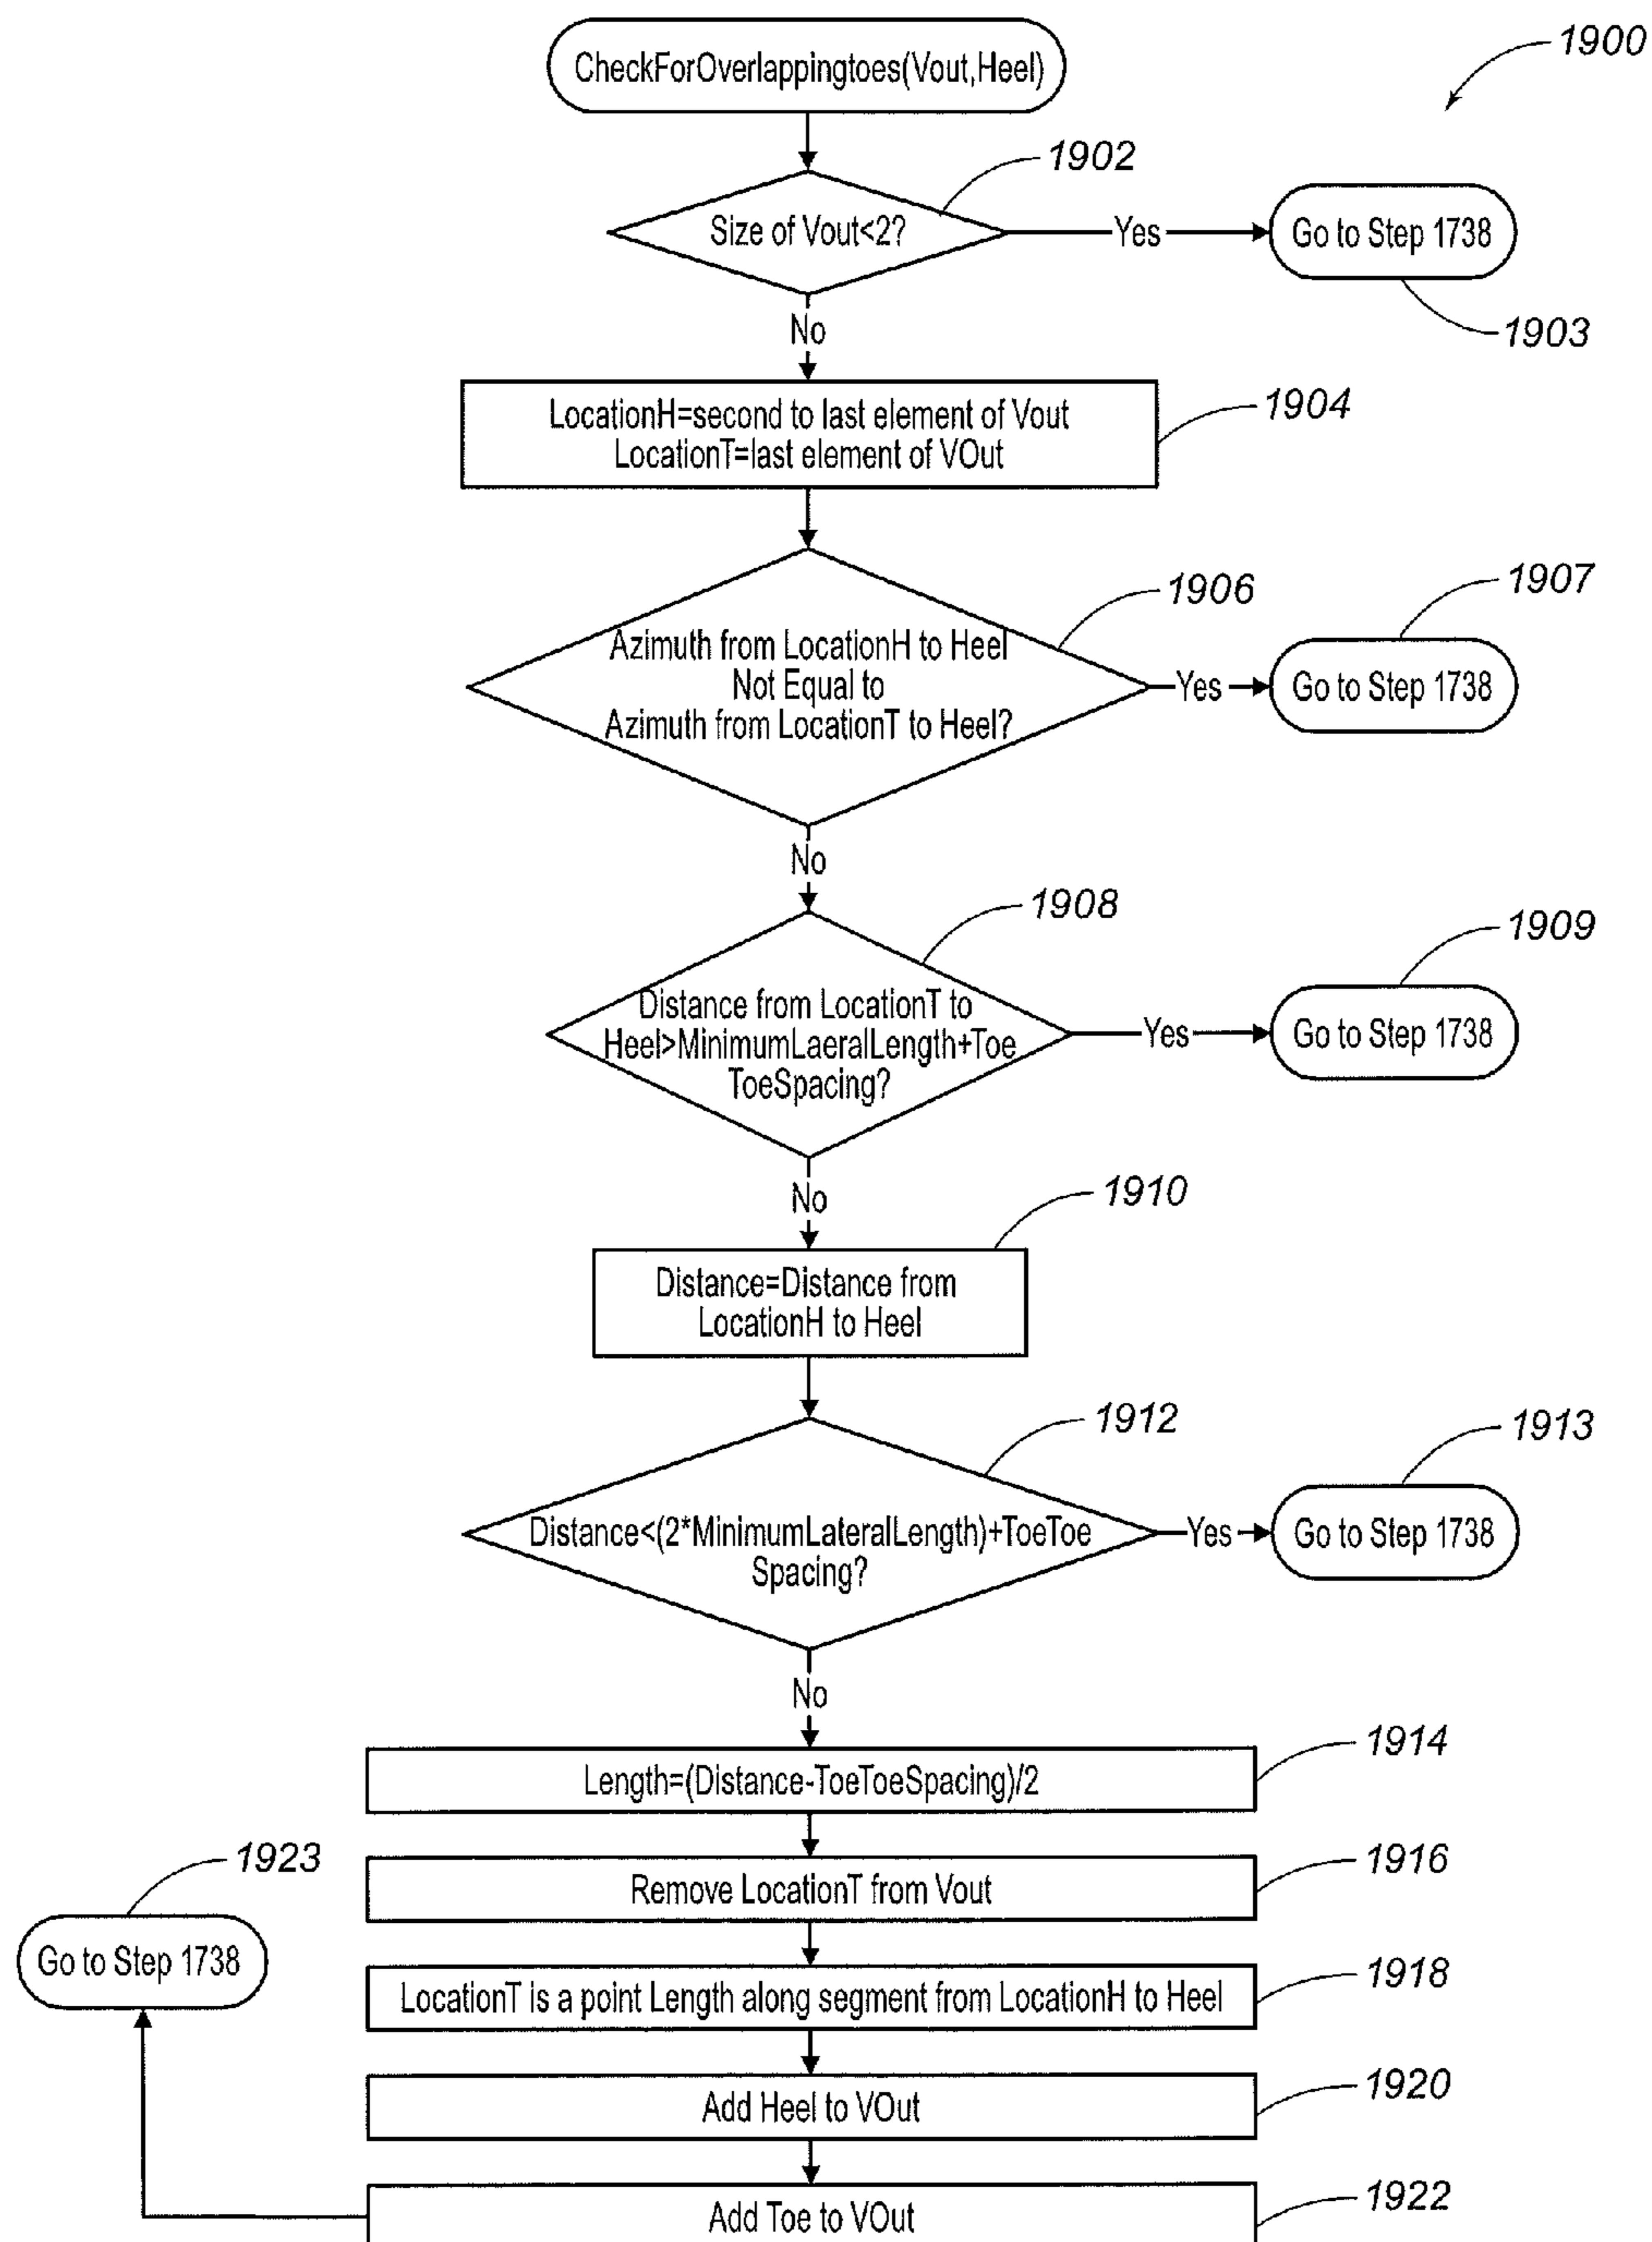 1900
CheckForOverlappingtoes(Vout,Heel)
1902
Size of Vout<2?
Yes
Go to Step 1738
1903
No
LocationH=second to last element of Vout
LocationT=last element of VOut
1904
1906
Azimuth from LocationH to Heel
Not Equal to
Azimuth from LocationT to Heel?
Yes
1907
Go to Step 1738
No
1908
Distance from LocationT to
Heel>MinimumLaeralLength+Toe
ToeSpacing?
Yes
1909
Go to Step 1738
No
1910
Distance=Distance from
LocationH to Heel
1912
Distance<(2*MinimumLateralLength)+ToeToe
Spacing?
Yes
1913
Go to Step 1738
No
1914
Length=(Distance-ToeToeSpacing)/2
1916
Remove LocationT from Vout
1918
LocationT is a point Length along segment from LocationH to Heel
1920
Add Heel to VOut
1922
Add Toe to VOut
1923
Go to Step 1738